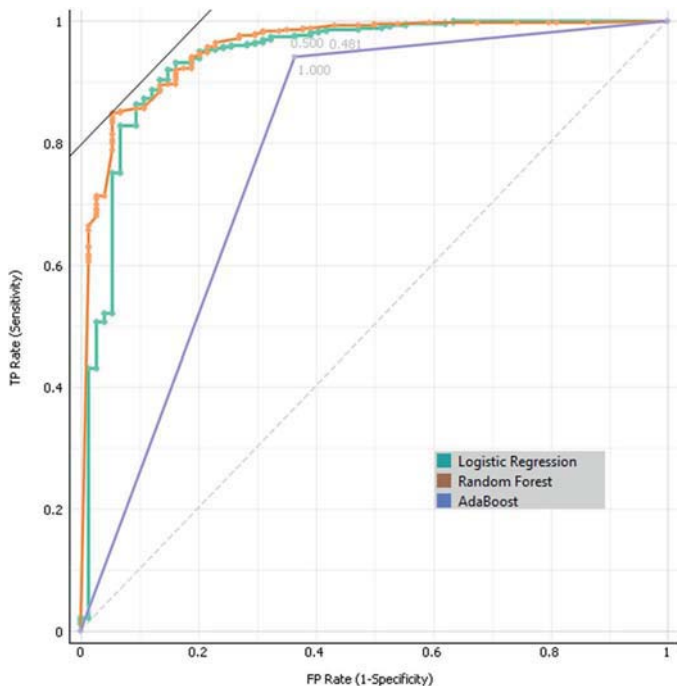 1
0.8
0.6
0.4
0.2
0
TP Rate (Sensitivity)
0.500 0.481
1.000
Logistic Regression
Random Forest
AdaBoost
0 0.2 0.4 0.6 0.8 1
FP Rate (1-Specificity)